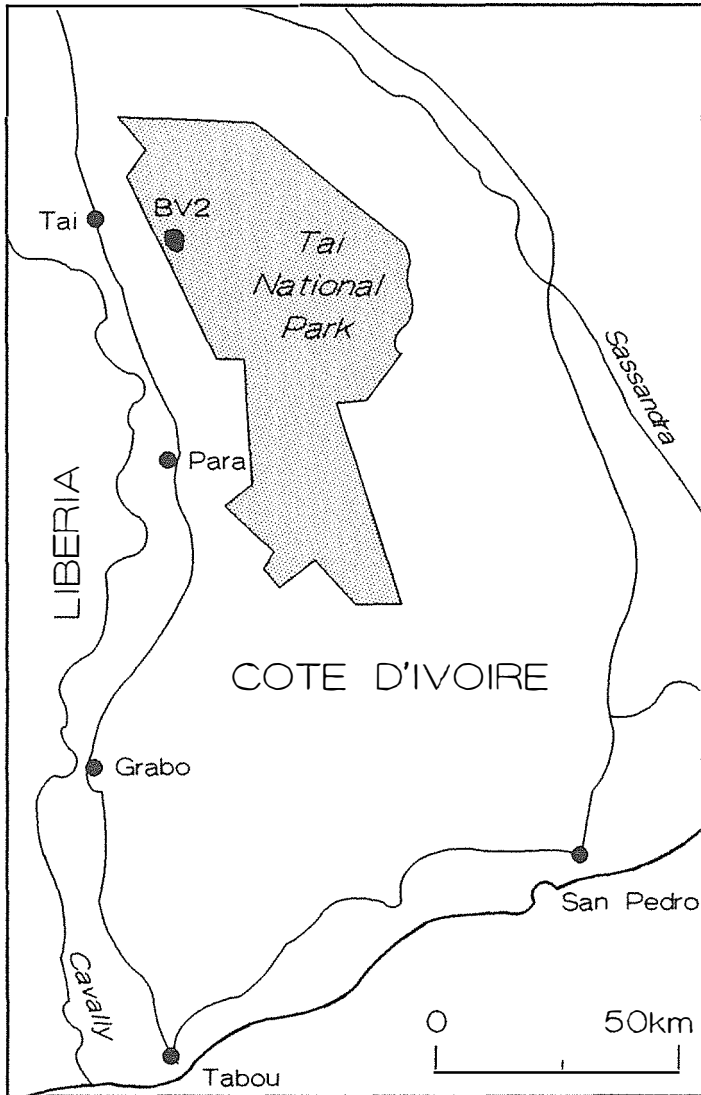 Tai
BV2
Tai
National
Park
Sassandra
Para
LIBERIA
COTE D'IVOIRE
Grabo
San Pedro
Cavally
0 50km
Tabou